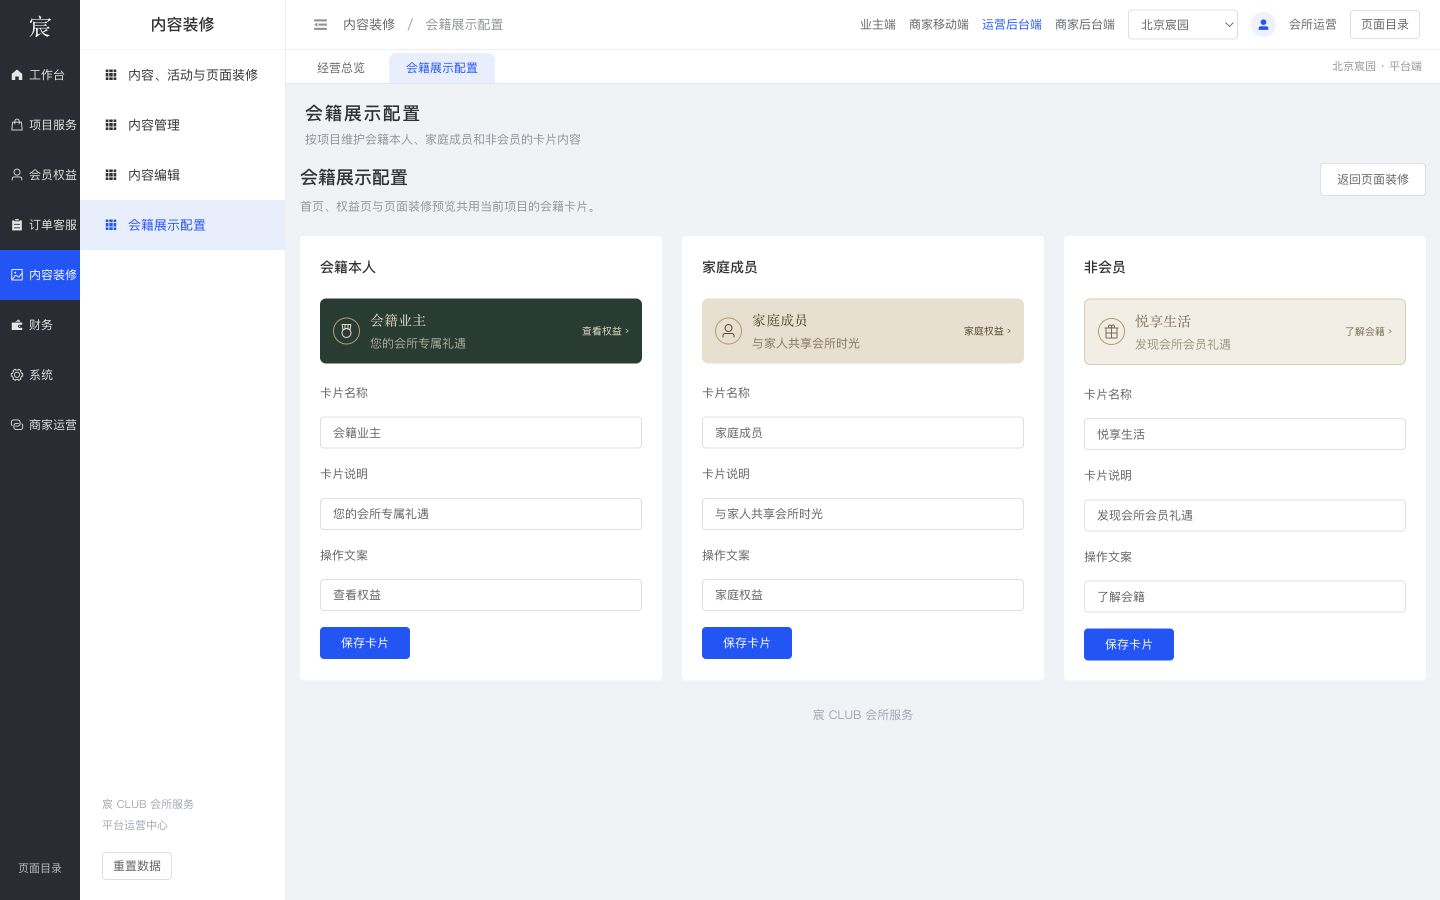 宸
工作台
项目服务
会员权益
订单客服
内容装修
财务
系统
商家运营
页面目录
内容装修
内容、活动与页面装修
内容管理
内容编辑
会籍展示配置
宸 CLUB 会所服务
平台运营中心
重置数据
内容装修 / 会籍展示配置
业主端 商家移动端 运营后台端 商家后台端 北京宸园 会所运营 页面目录
经营总览 会籍展示配置 北京宸园 · 平台端
会籍展示配置
按项目维护会籍本人、家庭成员和非会员的卡片内容
会籍展示配置
首页、权益页与页面装修预览共用当前项目的会籍卡片。
返回页面装修
会籍本人
会籍业主
您的会所专属礼遇
查看权益 ›
卡片名称
会籍业主
卡片说明
您的会所专属礼遇
操作文案
查看权益
保存卡片
家庭成员
家庭成员
与家人共享会所时光
家庭权益 ›
卡片名称
家庭成员
卡片说明
与家人共享会所时光
操作文案
家庭权益
保存卡片
非会员
悦享生活
发现会所会员礼遇
了解会籍 ›
卡片名称
悦享生活
卡片说明
发现会所会员礼遇
操作文案
了解会籍
保存卡片
宸 CLUB 会所服务